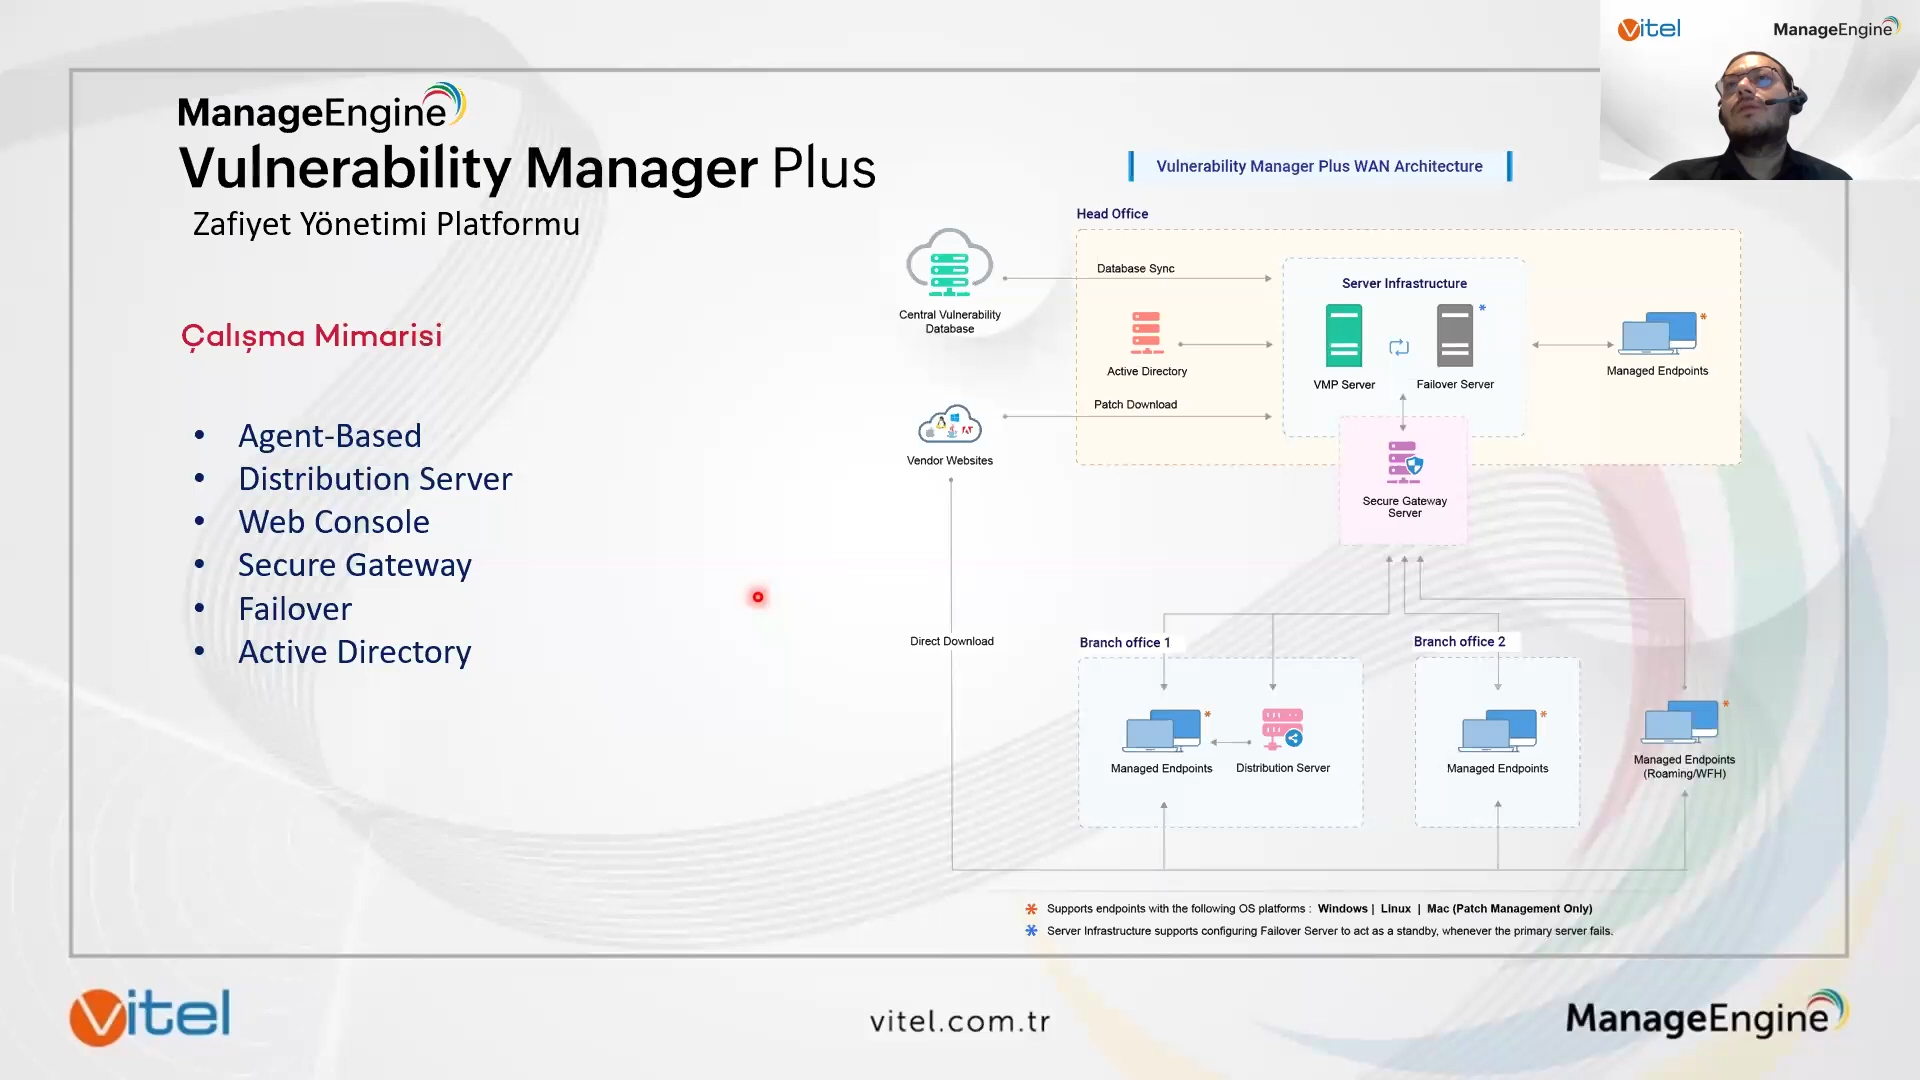 vitel
ManageEngine
ManageEngine
Vulnerability Manager Plus
Zafiyet Yönetimi Platformu
Çalışma Mimarisi
• Agent-Based
• Distribution Server
• Web Console
• Secure Gateway
• Failover
• Active Directory
Vulnerability Manager Plus WAN Architecture
Head Office
Central Vulnerability
Database
Database Sync
Server Infrastructure
Active Directory
VMP Server
Failover Server
*
Managed Endpoints
*
Patch Download
Vendor Websites
Secure Gateway
Server
Direct Download
Branch office 1
Managed Endpoints
*
Distribution Server
Branch office 2
Managed Endpoints
*
Managed Endpoints
(Roaming/WFH)
*
* Supports endpoints with the following OS platforms : Windows | Linux | Mac (Patch Management Only)
* Server Infrastructure supports configuring Failover Server to act as a standby, whenever the primary server fails.
vitel
vitel.com.tr
ManageEngine